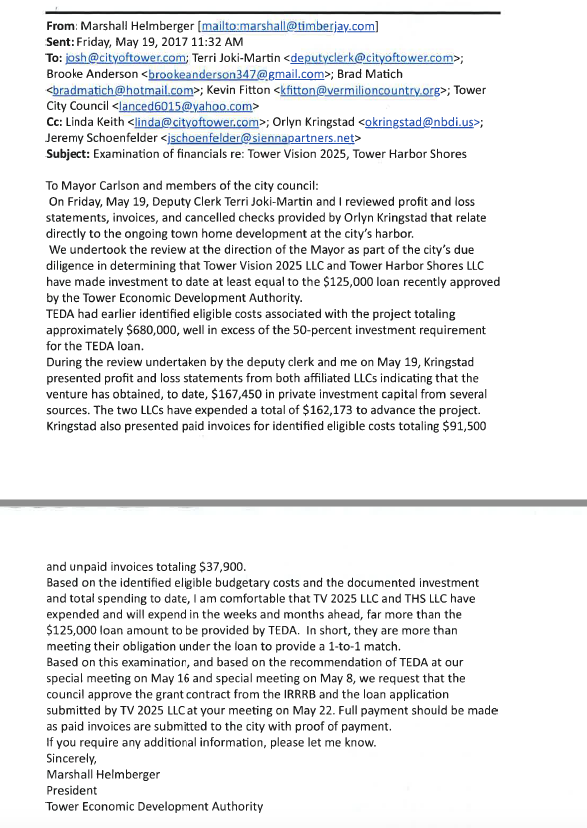 From: Marshall Helmberger [mailto:marshall@timberjay.com]
Sent: Friday, May 19, 2017 11:32 AM
To: josh@cityoftower.com; Terri Joki-Martin <deputyclerk@cityoftower.com>;
Brooke Anderson <brookeanderson347@gmail.com>; Brad Matich
<bradmatich@hotmail.com>; Kevin Fitton <kfitton@vermilioncountry.org>; Tower
City Council <lanced6015@yahoo.com>
Cc: Linda Keith <linda@cityoftower.com>; Orlyn Kringstad <okringstad@nbdi.us>;
Jeremy Schoenfelder <jschoenfelder@siennapartners.net>
Subject: Examination of financials re: Tower Vision 2025, Tower Harbor Shores
To Mayor Carlson and members of the city council:
On Friday, May 19, Deputy Clerk Terri Joki-Martin and I reviewed profit and loss
statements, invoices, and cancelled checks provided by Orlyn Kringstad that relate
directly to the ongoing town home development at the city's harbor.
We undertook the review at the direction of the Mayor as part of the city's due
diligence in determining that Tower Vision 2025 LLC and Tower Harbor Shores LLC
have made investment to date at least equal to the $125,000 loan recently approved
by the Tower Economic Development Authority.
TEDA had earlier identified eligible costs associated with the project totaling
approximately $680,000, well in excess of the 50-percent investment requirement
for the TEDA loan.
During the review undertaken by the deputy clerk and me on May 19, Kringstad
presented profit and loss statements from both affiliated LLCs indicating that the
venture has obtained, to date, $167,450 in private investment capital from several
sources. The two LLCs have expended a total of $162,173 to advance the project.
Kringstad also presented paid invoices for identified eligible costs totaling $91,500
and unpaid invoices totaling $37,900.
Based on the identified eligible budgetary costs and the documented investment
and total spending to date, I am comfortable that TV 2025 LLC and THS LLC have
expended and will expend in the weeks and months ahead, far more than the
$125,000 loan amount to be provided by TEDA. In short, they are more than
meeting their obligation under the loan to provide a 1-to-1 match.
Based on this examination, and based on the recommendation of TEDA at our
special meeting on May 16 and special meeting on May 8, we request that the
council approve the grant contract from the IRRRB and the loan application
submitted by TV 2025 LLC at your meeting on May 22. Full payment should be made
as paid invoices are submitted to the city with proof of payment.
If you require any additional information, please let me know.
Sincerely,
Marshall Helmberger
President
Tower Economic Development Authority